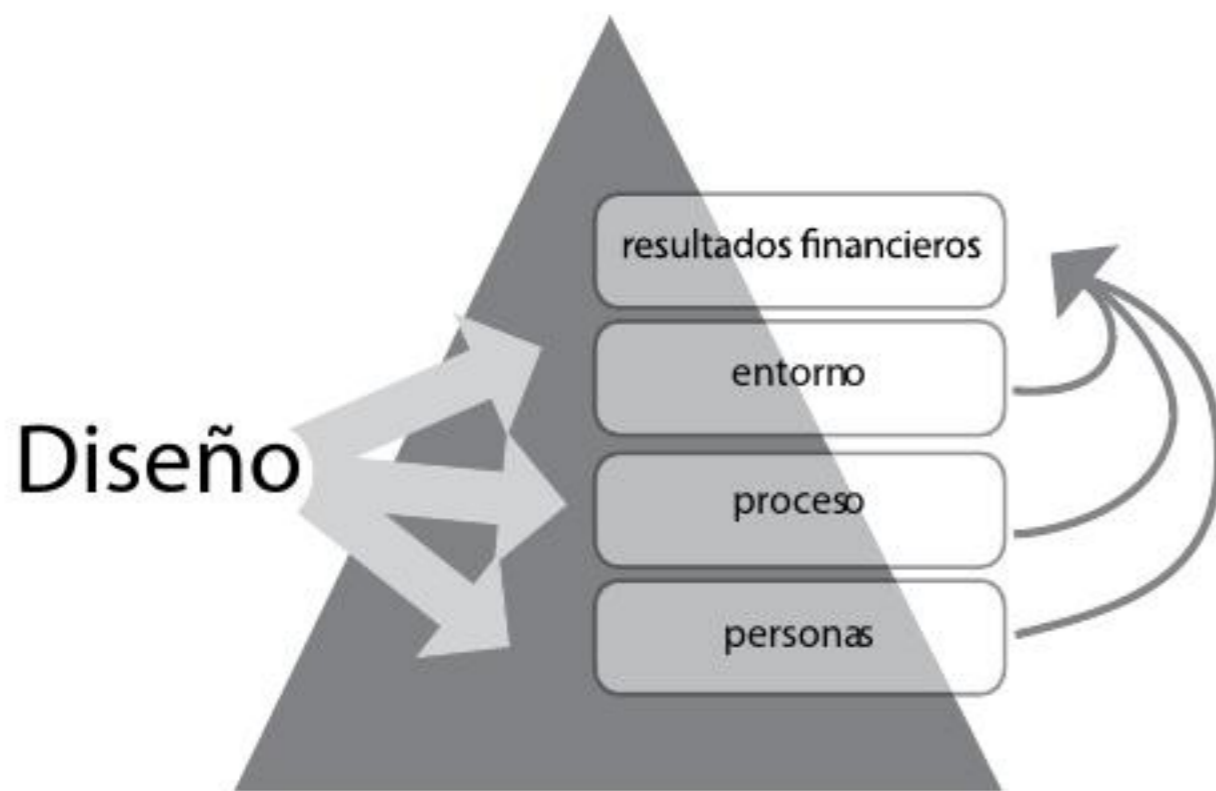 Diseño
resultados financieros
entorno
proceso
personas